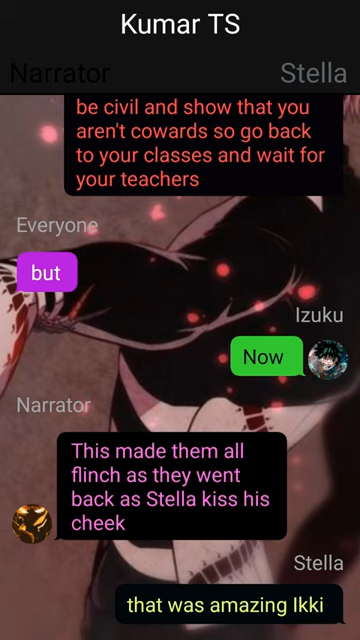 Kumar TS
Narrator
Stella
be civil and show that you
aren't cowards so go back
to your classes and wait for
your teachers
Everyone
but
Izuku
Now
Narrator
This made them all
flinch as they went
back as Stella kiss his
cheek
Stella
that was amazing Ikki